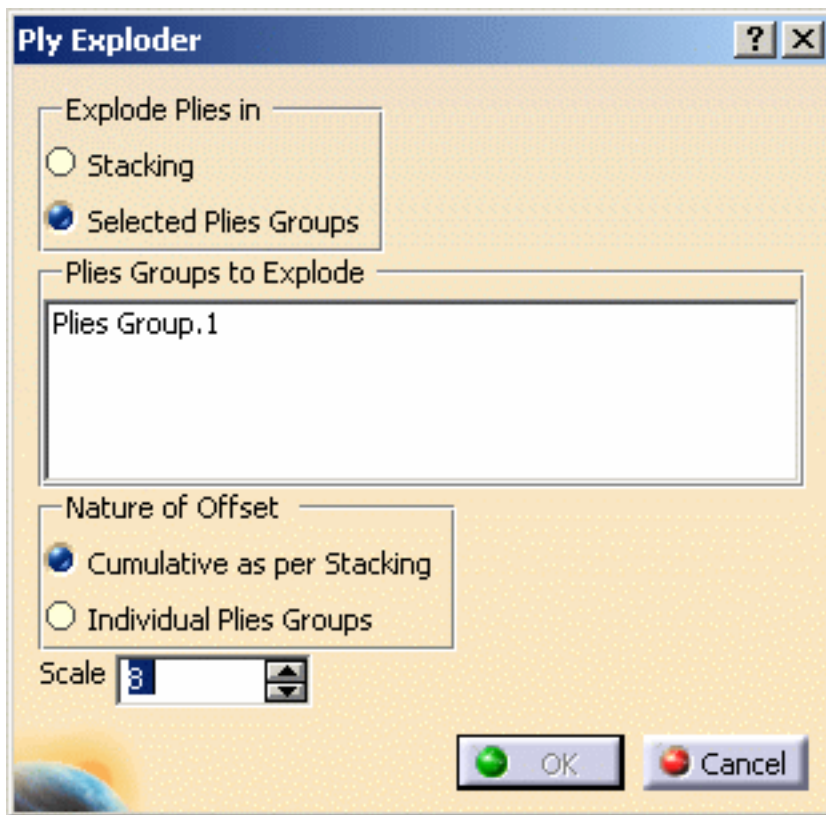 Ply Exploder
Explode Plies in
Stacking
Selected Plies Groups
Plies Groups to Explode
Plies Group.1
Nature of Offset
Cumulative as per Stacking
Individual Plies Groups
Scale 8
OK Cancel